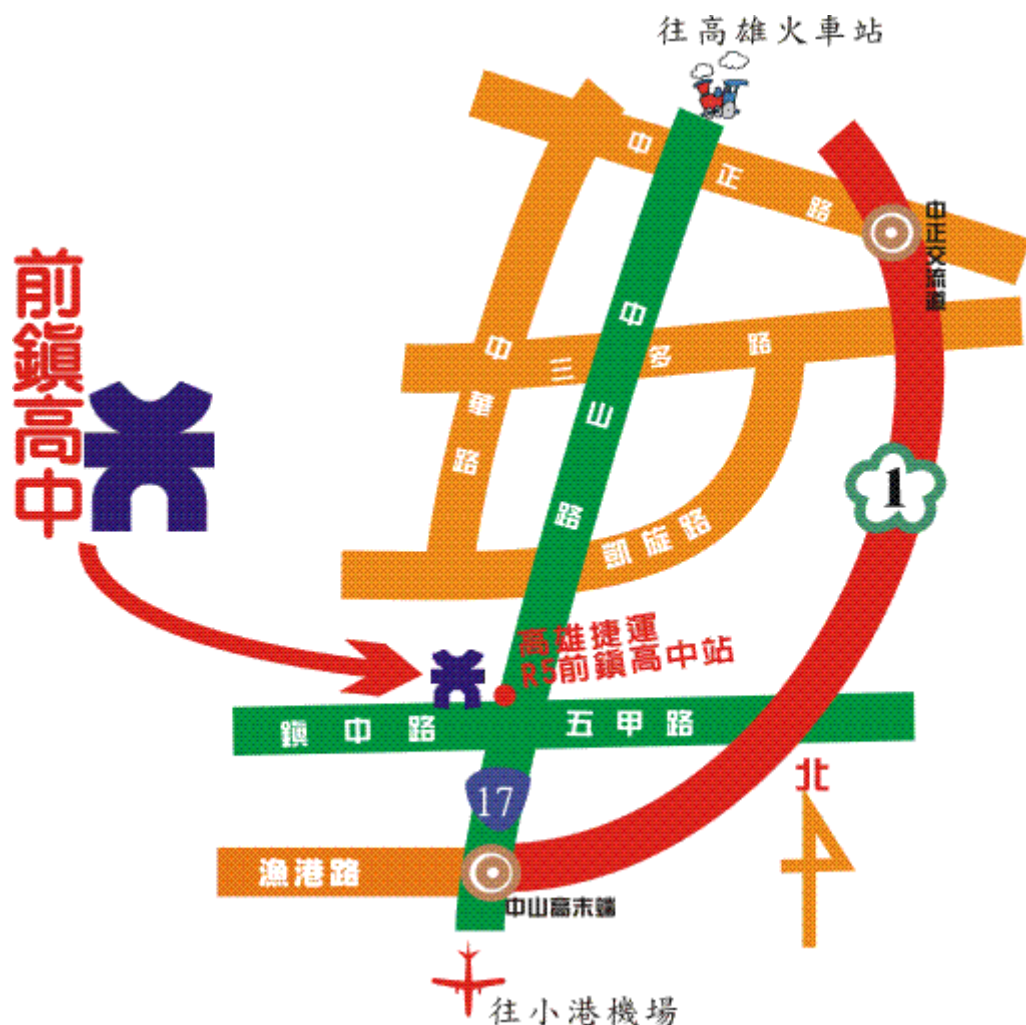 往高雄火車站
中正路
中正交流道
前鎮高中
中山路
三多路
中華路
1
凱旋路
高雄捷運
R5前鎮高中站
鎮中路
五甲路
北
17
漁港路
中山高末端
往小港機場